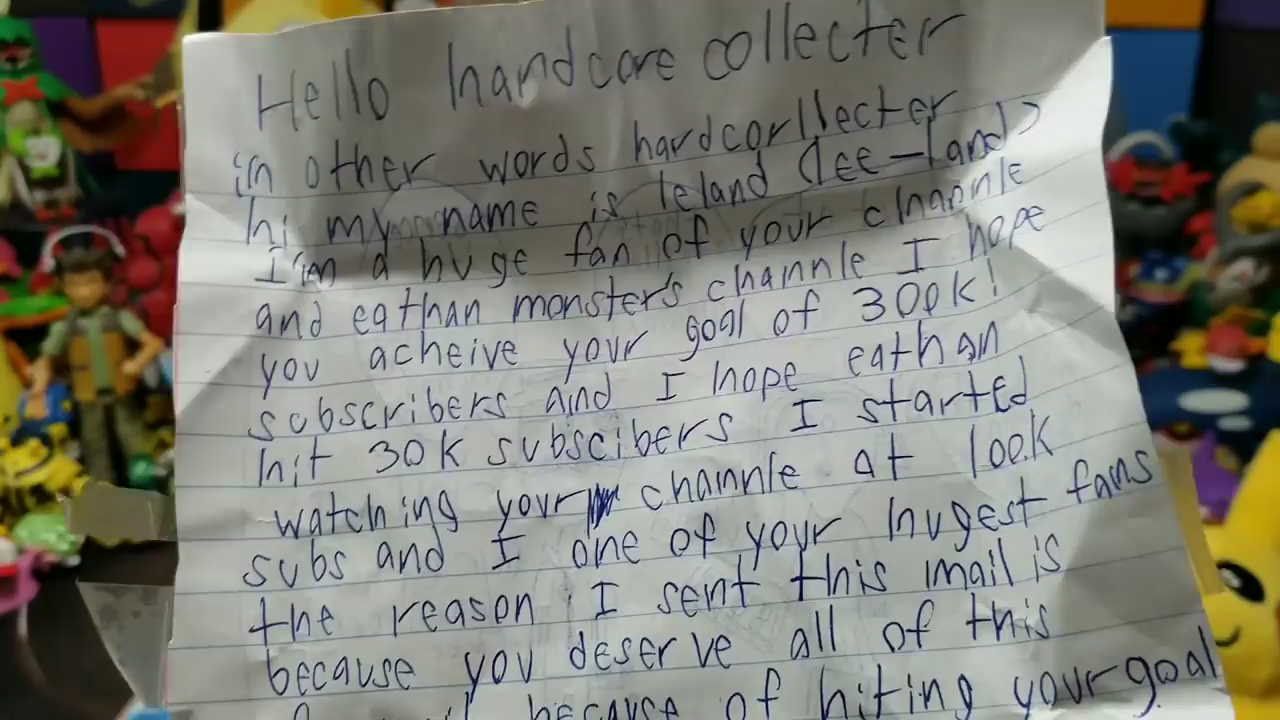 Hello handcore collecter
in other words hardcorllecter
hi my name is leland (lee-land)
I'm a huge fan of your channle
and eathan monster's channle I hope
you acheive your goal of 300k!
subscribers and I hope eathan
hit 30k subscibers I started
watching your channle at 100k
subs and I one of your hugest fans
the reason I sent this mail is
because you deserve all of this
because of hiting your goal